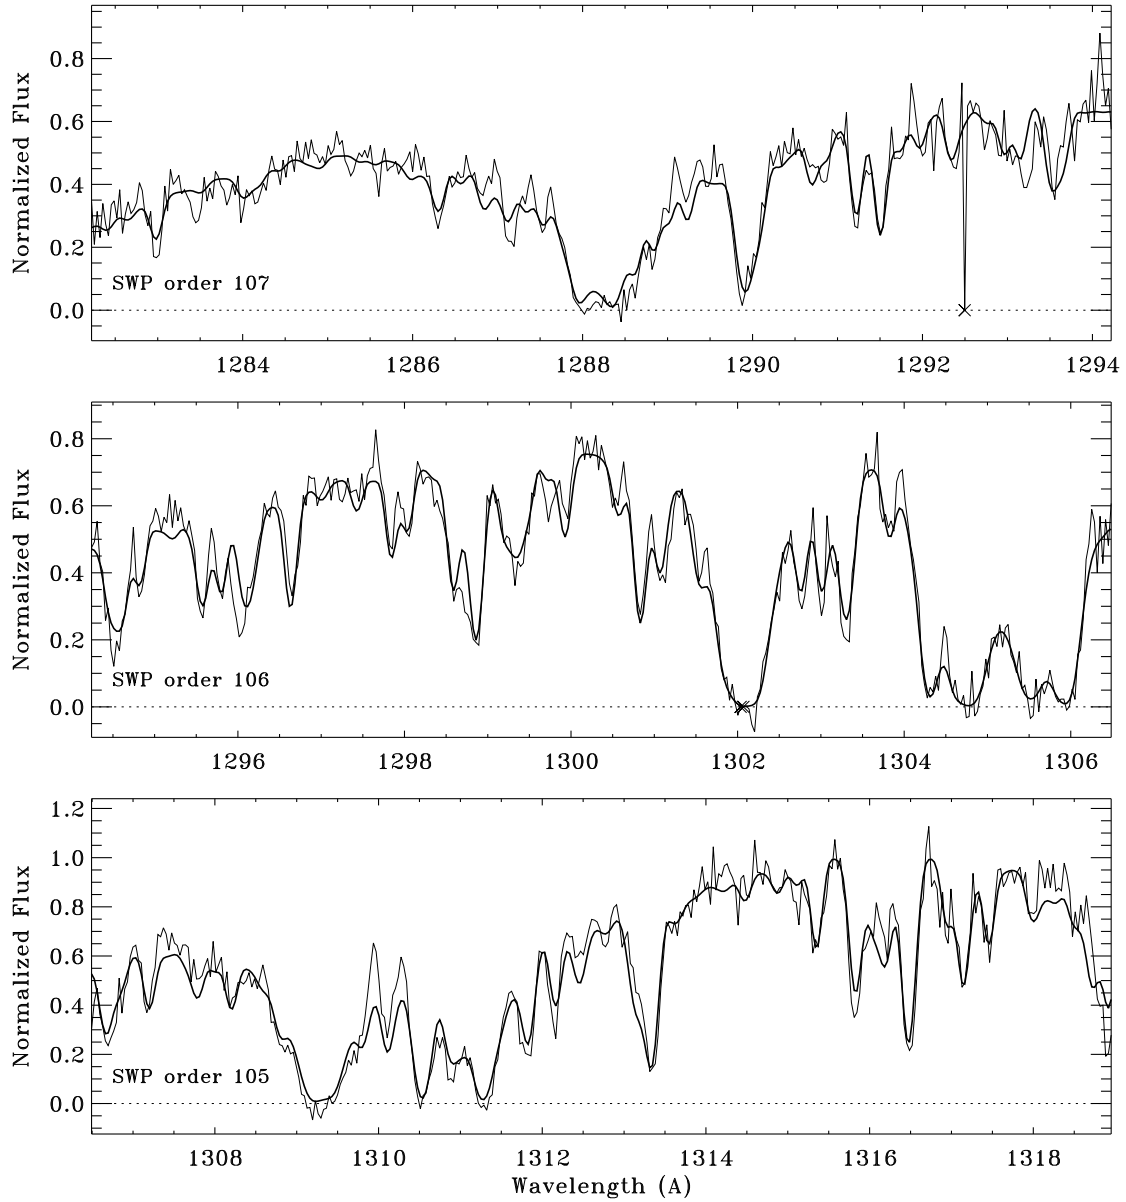 Normalized Flux
0.8
0.6
0.4
0.2
0.0
SWP order 107
1284 1286 1288 1290 1292 1294
Normalized Flux
0.8
0.6
0.4
0.2
0.0
SWP order 106
1296 1298 1300 1302 1304 1306
Normalized Flux
1.2
1.0
0.8
0.6
0.4
0.2
0.0
SWP order 105
1308 1310 1312 1314 1316 1318
Wavelength (A)